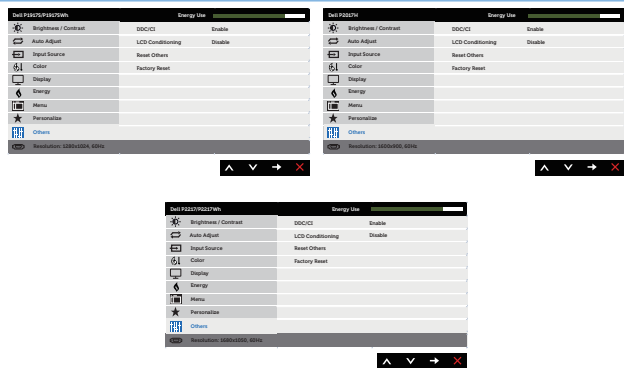 Dell P1917S/P1917SWh Energy Use
Brightness / Contrast DDC/CI Enable
Auto Adjust LCD Conditioning Disable
Input Source Reset Others
Color Factory Reset
Display
Energy
Menu
Personalize
Others
Resolution: 1280x1024, 60Hz
Dell P2017H Energy Use
Brightness / Contrast DDC/CI Enable
Auto Adjust LCD Conditioning Disable
Input Source Reset Others
Color Factory Reset
Display
Energy
Menu
Personalize
Others
Resolution: 1600x900, 60Hz
Dell P2217/P2217Wh Energy Use
Brightness / Contrast DDC/CI Enable
Auto Adjust LCD Conditioning Disable
Input Source Reset Others
Color Factory Reset
Display
Energy
Menu
Personalize
Others
Resolution: 1680x1050, 60Hz